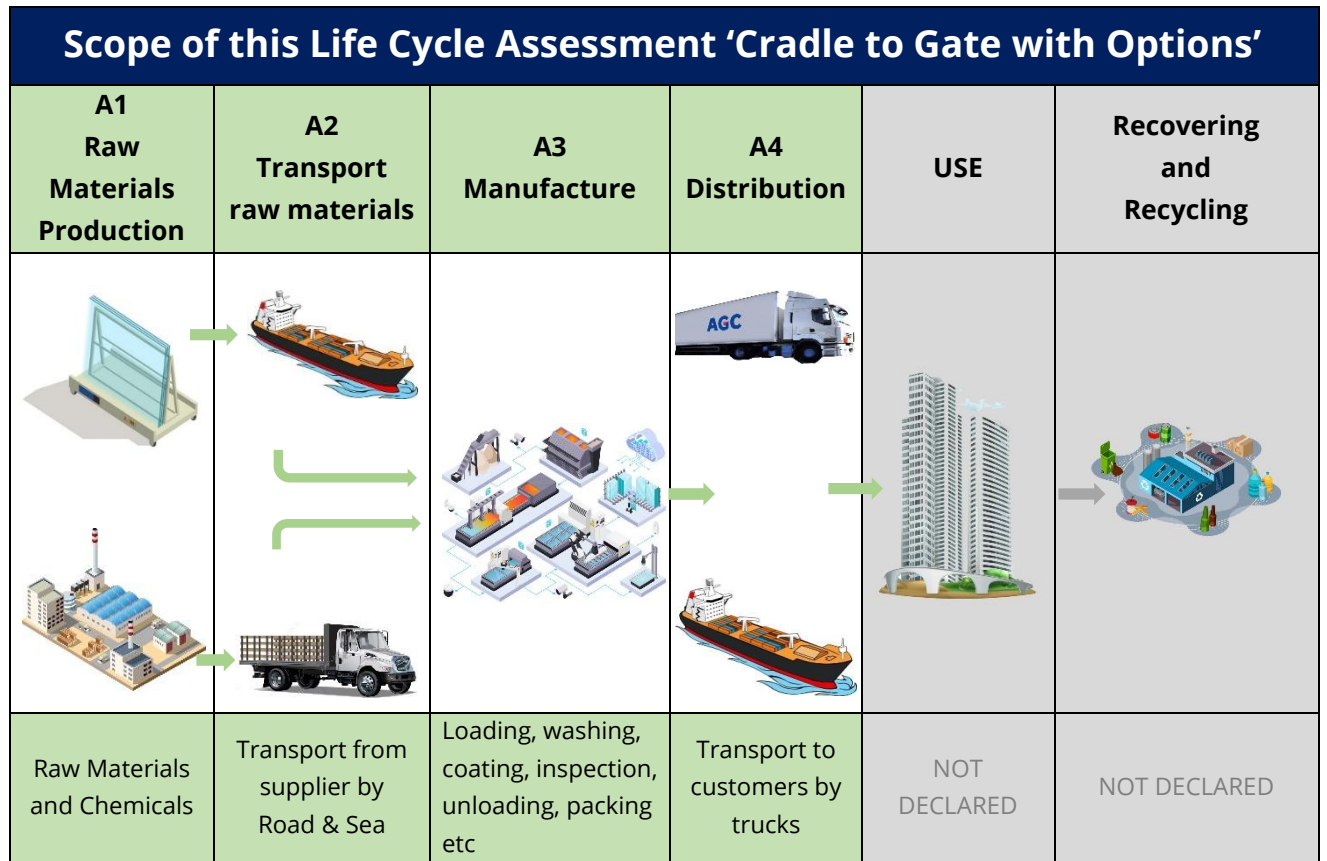 Scope of this Life Cycle Assessment ‘Cradle to Gate with Options’
A1
Raw
Materials
Production
A2
Transport
raw materials
A3
Manufacture
A4
Distribution
USE
Recovering
and
Recycling
AGC
Raw Materials
and Chemicals
Transport from
supplier by
Road & Sea
Loading, washing,
coating, inspection,
unloading, packing
etc
Transport to
customers by
trucks
NOT
DECLARED
NOT DECLARED